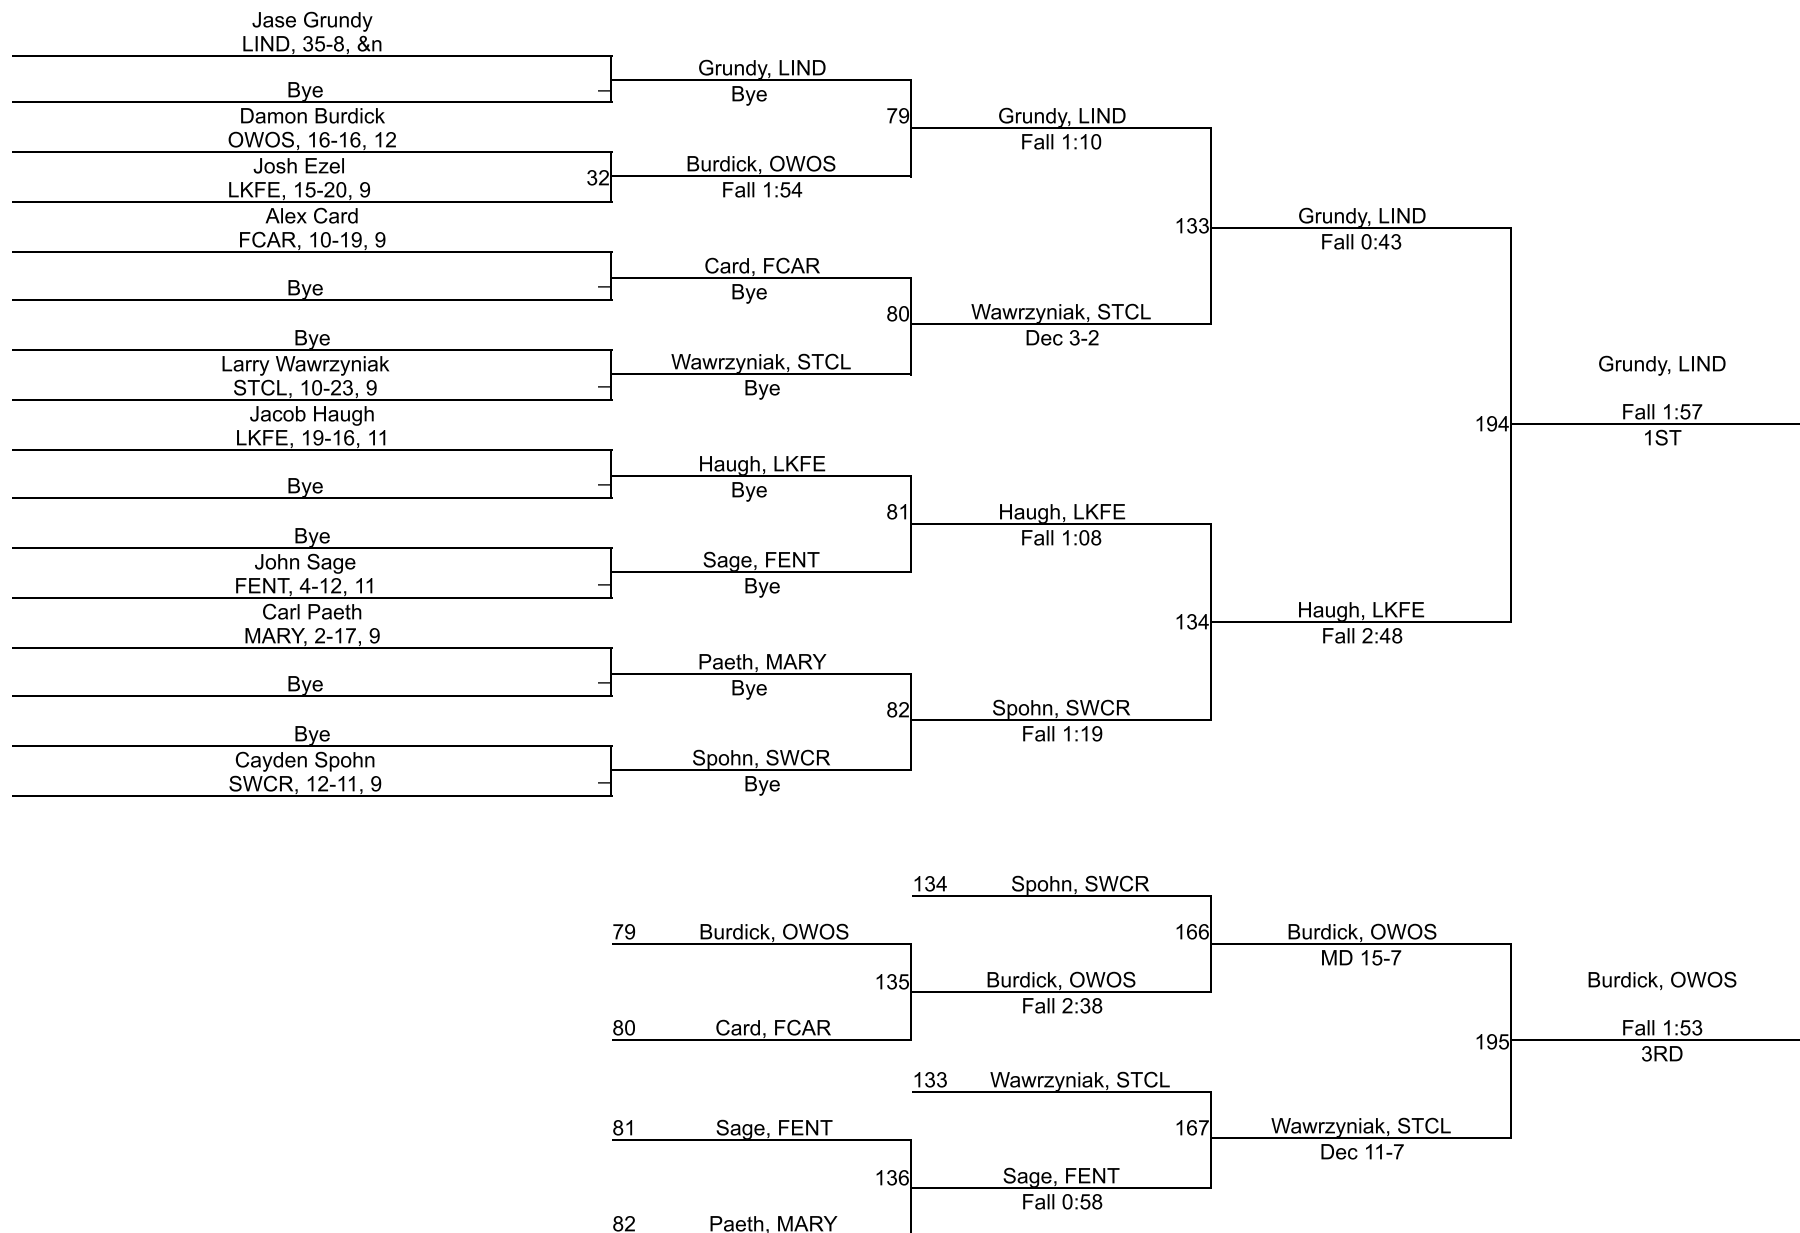 Jase Grundy
LIND, 35-8, &n
Bye
Damon Burdick
OWOS, 16-16, 12
Josh Ezel
LKFE, 15-20, 9
32
Alex Card
FCAR, 10-19, 9
Bye
Bye
Larry Wawrzyniak
STCL, 10-23, 9
Jacob Haugh
LKFE, 19-16, 11
Bye
Bye
John Sage
FENT, 4-12, 11
Carl Paeth
MARY, 2-17, 9
Bye
Bye
Cayden Spohn
SWCR, 12-11, 9
Grundy, LIND
Bye
79
Burdick, OWOS
Fall 1:54
Card, FCAR
Bye
80
Wawrzyniak, STCL
Bye
Haugh, LKFE
Bye
81
Sage, FENT
Bye
Paeth, MARY
Bye
82
Spohn, SWCR
Bye
Grundy, LIND
Fall 1:10
133
Wawrzyniak, STCL
Dec 3-2
Haugh, LKFE
Fall 1:08
134
Spohn, SWCR
Fall 1:19
Grundy, LIND
Fall 0:43
194
Haugh, LKFE
Fall 2:48
Grundy, LIND
Fall 1:57
1ST
79 Burdick, OWOS
135
80 Card, FCAR
81 Sage, FENT
136
82 Paeth, MARY
134 Spohn, SWCR
166
Burdick, OWOS
Fall 2:38
133 Wawrzyniak, STCL
167
Sage, FENT
Fall 0:58
Burdick, OWOS
MD 15-7
195
Wawrzyniak, STCL
Dec 11-7
Burdick, OWOS
Fall 1:53
3RD